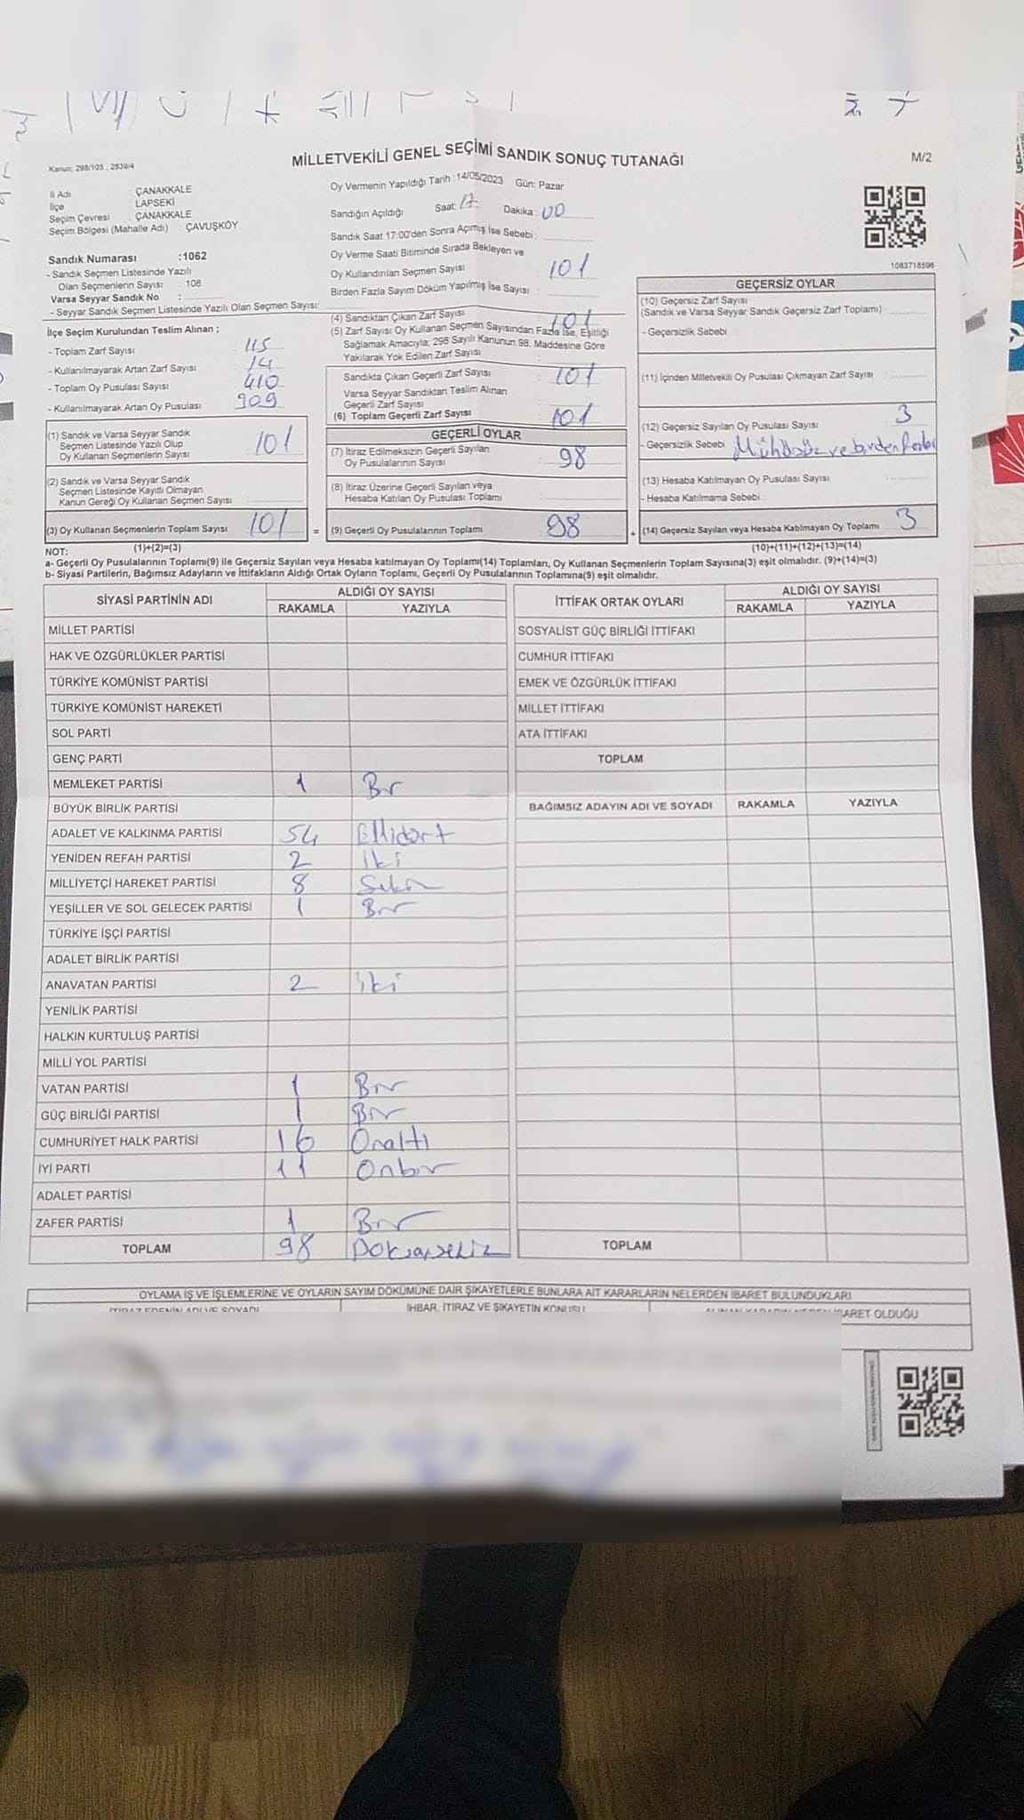 Kanun: 298/105 , 2839/4
MİLLETVEKİLİ GENEL SEÇİMİ SANDIK SONUÇ TUTANAĞI
M/2
İl Adı ÇANAKKALE
İlçe LAPSEKİ
Seçim Çevresi : ÇANAKKALE
Seçim Bölgesi (Mahalle Adı) ÇAVUŞKÖY
Oy Vermenin Yapıldığı Tarih :14/05/2023 Gün: Pazar
Sandığın Açıldığı Saat: 17 Dakika: 00
Sandık Saat 17:00'den Sonra Açımış İse Sebebi :
Oy Verme Saati Bitiminde Sırada Bekleyen ve
Oy Kullandırılan Seçmen Sayısı 101
Birden Fazla Sayım Döküm Yapılmış İse Sayısı :
1083718596
Sandık Numarası :1062
- Sandık Seçmen Listesinde Yazılı
Olan Seçmenlerin Sayısı 108
Varsa Seyyar Sandık No :
- Seyyar Sandık Seçmen Listesinde Yazılı Olan Seçmen Sayısı:
İlçe Seçim Kurulundan Teslim Alınan ;
- Toplam Zarf Sayısı 115
- Kullanılmayarak Artan Zarf Sayısı 14
- Toplam Oy Pusulası Sayısı 410
- Kullanılmayarak Artan Oy Pusulası 909
(4) Sandıktan Çıkan Zarf Sayısı 101
(5) Zarf Sayısı Oy Kullanan Seçmen Sayısından Fazla İse, Eşitliği
Sağlamak Amacıyla; 298 Sayılı Kanunun 98. Maddesine Göre
Yakılarak Yok Edilen Zarf Sayısı
Sandıkta Çıkan Geçerli Zarf Sayısı 101
Varsa Seyyar Sandıktan Teslim Alınan
Geçerli Zarf Sayısı
(6) Toplam Geçerli Zarf Sayısı 101
GEÇERSİZ OYLAR
(10) Geçersiz Zarf Sayısı
(Sandık ve Varsa Seyyar Sandık Geçersiz Zarf Toplamı)
- Geçersizlik Sebebi
(11) İçinden Milletvekili Oy Pusulası Çıkmayan Zarf Sayısı
(12) Geçersiz Sayılan Oy Pusulası Sayısı 3
- Geçersizlik Sebebi ve birden fazla
(13) Hesaba Katılmayan Oy Pusulası Sayısı
- Hesaba Katılmama Sebebi
(14) Geçersiz Sayılan veya Hesaba Katılmayan Oy Toplamı 3
(1) Sandık ve Varsa Seyyar Sandık
Seçmen Listesinde Yazılı Olup
Oy Kullanan Seçmenlerin Sayısı 101
(2) Sandık ve Varsa Seyyar Sandık
Seçmen Listesinde Kayıtlı Olmayan
Kanun Gereği Oy Kullanan Seçmen Sayısı
(3) Oy Kullanan Seçmenlerin Toplam Sayısı 101 =
GEÇERLİ OYLAR
(7) İtiraz Edilmeksizin Geçerli Sayılan
Oy Pusulalarının Sayısı 98
(8) İtiraz Üzerine Geçerli Sayılan veya
Hesaba Katılan Oy Pusulası Toplamı
(9) Geçerli Oy Pusulalarının Toplamı 98 +
NOT: (1)+(2)=(3) (10)+(11)+(12)+(13)=(14)
a- Geçerli Oy Pusulalarının Toplamı(9) ile Geçersiz Sayılan veya Hesaba katılmayan Oy Toplamı(14) Toplamları, Oy Kullanan Seçmenlerin Toplam Sayısına(3) eşit olmalıdır. (9)+(14)=(3)
b- Siyasi Partilerin, Bağımsız Adayların ve İttifakların Aldığı Ortak Oyların Toplamı, Geçerli Oy Pusulalarının Toplamına(9) eşit olmalıdır.
SİYASİ PARTİNİN ADI ALDIĞI OY SAYISI
RAKAMLA YAZIYLA
MİLLET PARTİSİ
HAK VE ÖZGÜRLÜKLER PARTİSİ
TÜRKİYE KOMÜNİST PARTİSİ
TÜRKİYE KOMÜNİST HAREKETİ
SOL PARTİ
GENÇ PARTİ
MEMLEKET PARTİSİ 1 Bir
BÜYÜK BİRLİK PARTİSİ
ADALET VE KALKINMA PARTİSİ 54 Ellidört
YENİDEN REFAH PARTİSİ 2 İki
MİLLİYETÇİ HAREKET PARTİSİ 8 Sekiz
YEŞİLLER VE SOL GELECEK PARTİSİ 1 Bir
TÜRKİYE İŞÇİ PARTİSİ
ADALET BİRLİK PARTİSİ
ANAVATAN PARTİSİ 2 İki
YENİLİK PARTİSİ
HALKIN KURTULUŞ PARTİSİ
MİLLİ YOL PARTİSİ
VATAN PARTİSİ 1 Bir
GÜÇ BİRLİĞİ PARTİSİ 1 Bir
CUMHURİYET HALK PARTİSİ 16 Onaltı
İYİ PARTİ 11 Onbir
ADALET PARTİSİ
ZAFER PARTİSİ 1 Bir
TOPLAM 98 Doksansekiz
İTTİFAK ORTAK OYLARI ALDIĞI OY SAYISI
RAKAMLA YAZIYLA
SOSYALİST GÜÇ BİRLİĞİ İTTİFAKI
CUMHUR İTTİFAKI
EMEK VE ÖZGÜRLÜK İTTİFAKI
MİLLET İTTİFAKI
ATA İTTİFAKI
TOPLAM
BAĞIMSIZ ADAYIN ADI VE SOYADI RAKAMLA YAZIYLA
TOPLAM
OYLAMA İŞ VE İŞLEMLERİNE VE OYLARIN SAYIM DÖKÜMÜNE DAİR ŞİKAYETLERLE BUNLARA AİT KARARLARIN NELERDEN İBARET BULUNDUKLARI
İTİRAZ EDENİN ADI VE SOYADI İHBAR, İTİRAZ VE ŞİKAYETİN KONUSU İBARET OLDUĞU